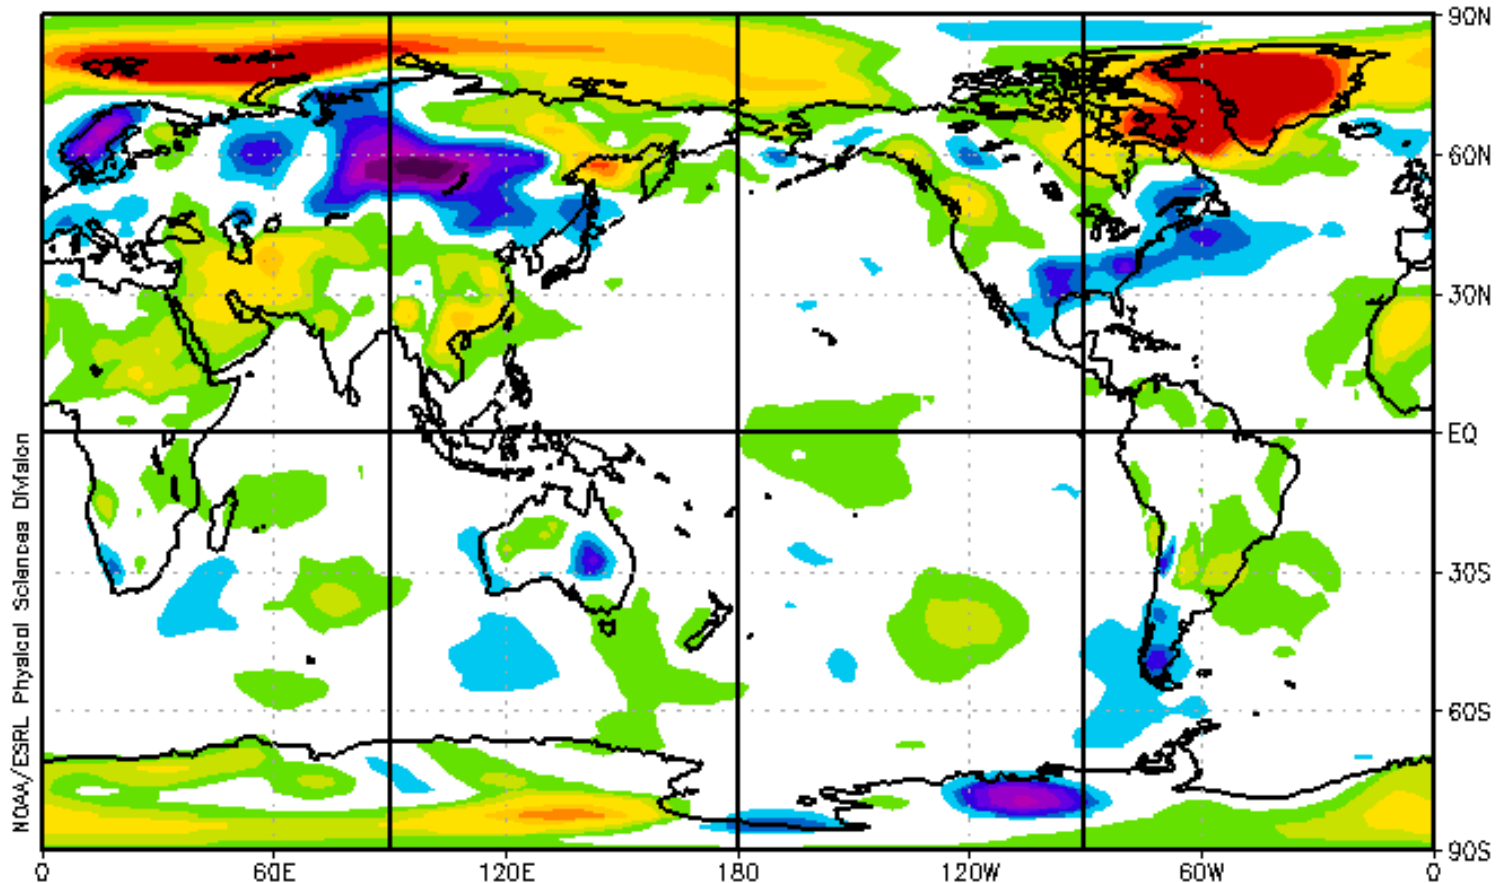 90N
60N
30N
EQ
30S
60S
90S
0
60E
120E
180
120W
60W
0
NOAA/ESRL Physical Sciences Division